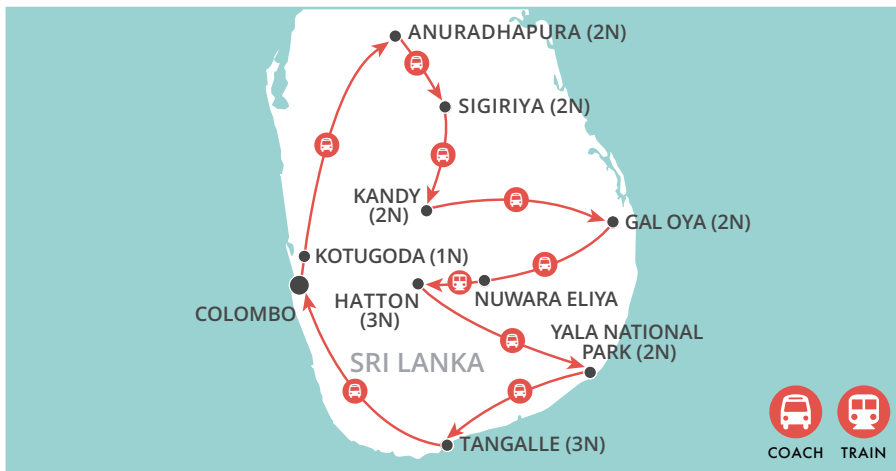 ANURADHAPURA (2N)
SIGIRIYA (2N)
KANDY
(2N)
GAL OYA (2N)
KOTUGODA (1N)
COLOMBO
HATTON
(3N)
NUWARA ELIYA
YALA NATIONAL
PARK (2N)
SRI LANKA
TANGALLE (3N)
COACH
TRAIN